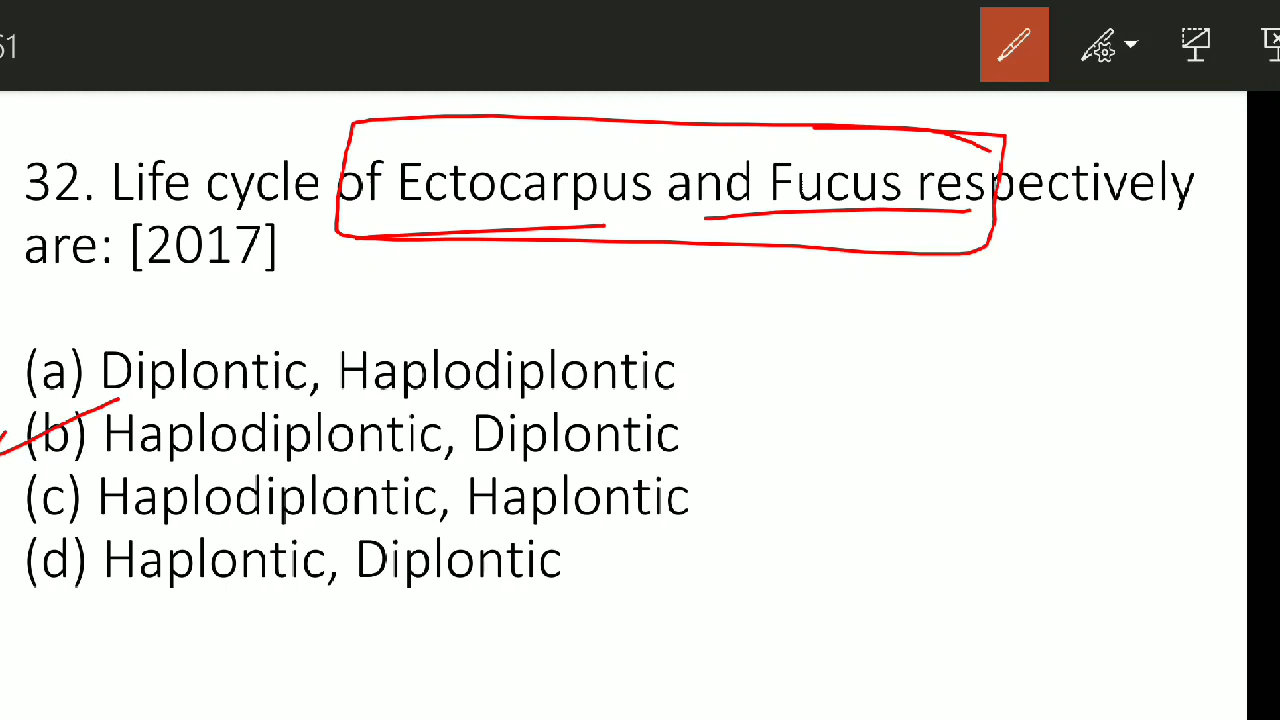 32. Life cycle of Ectocarpus and Fucus respectively
are: [2017]
(a) Diplontic, Haplodiplontic
(b) Haplodiplontic, Diplontic
(c) Haplodiplontic, Haplontic
(d) Haplontic, Diplontic